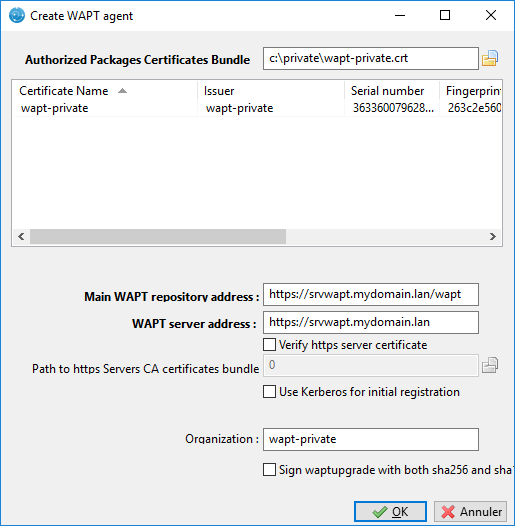 Create WAPT agent
Authorized Packages Certificates Bundle c:\private\wapt-private.crt
Certificate Name Issuer Serial number Fingerprint
wapt-private wapt-private 363360079628... 263c2e560
Main WAPT repository address : https://srvwapt.mydomain.lan/wapt
WAPT server address : https://srvwapt.mydomain.lan
Verify https server certificate
Path to https Servers CA certificates bundle 0
Use Kerberos for initial registration
Organization : wapt-private
Sign waptupgrade with both sha256 and sha1
OK Annuler